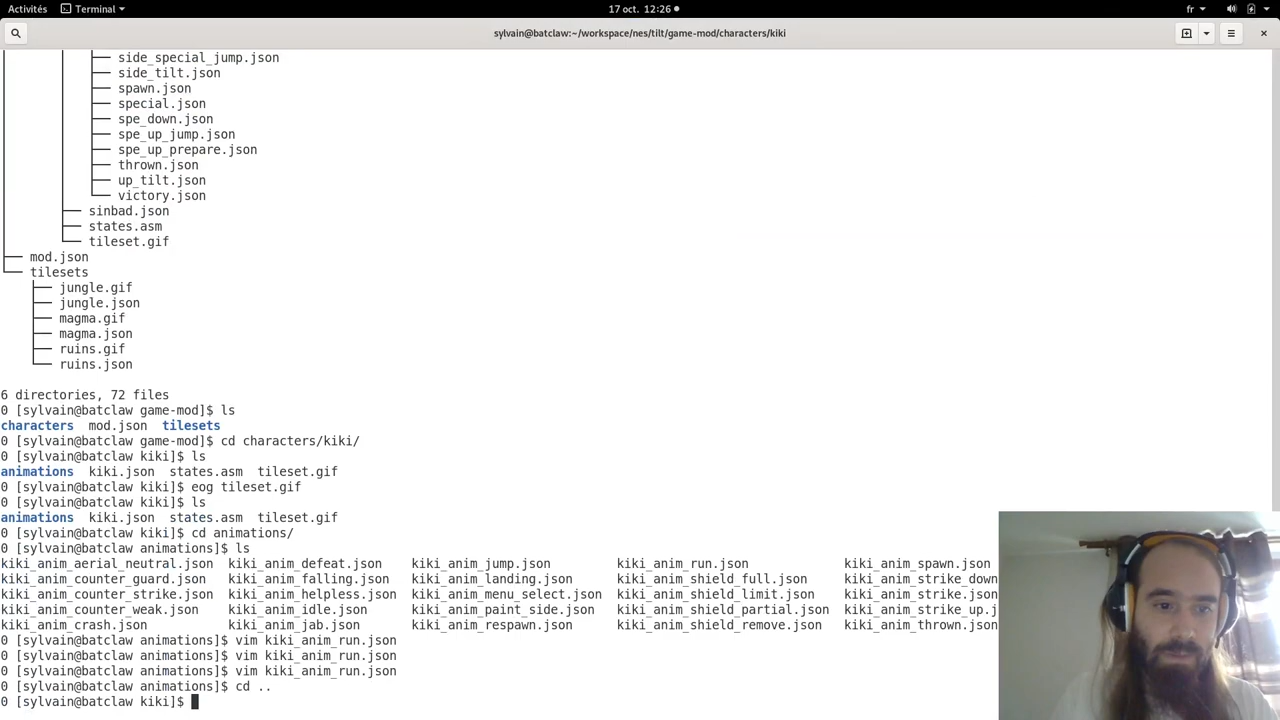 Activités Terminal 17 oct. 12:26 fr
sylvain@batclaw:~/workspace/nes/tilt/game-mod/characters/kiki
├── side_special_jump.json
├── side_tilt.json
├── spawn.json
├── special.json
├── spe_down.json
├── spe_up_jump.json
├── spe_up_prepare.json
├── thrown.json
├── up_tilt.json
└── victory.json
├── sinbad.json
├── states.asm
└── tileset.gif
├── mod.json
└── tilesets
├── jungle.gif
├── jungle.json
├── magma.gif
├── magma.json
├── ruins.gif
└── ruins.json
6 directories, 72 files
0 [sylvain@batclaw game-mod]$ ls
characters mod.json tilesets
0 [sylvain@batclaw game-mod]$ cd characters/kiki/
0 [sylvain@batclaw kiki]$ ls
animations kiki.json states.asm tileset.gif
0 [sylvain@batclaw kiki]$ eog tileset.gif
0 [sylvain@batclaw kiki]$ ls
animations kiki.json states.asm tileset.gif
0 [sylvain@batclaw kiki]$ cd animations/
0 [sylvain@batclaw animations]$ ls
kiki_anim_aerial_neutral.json kiki_anim_defeat.json kiki_anim_jump.json kiki_anim_run.json kiki_anim_spawn.json
kiki_anim_counter_guard.json kiki_anim_falling.json kiki_anim_landing.json kiki_anim_shield_full.json kiki_anim_strike_down
kiki_anim_counter_strike.json kiki_anim_helpless.json kiki_anim_menu_select.json kiki_anim_shield_limit.json kiki_anim_strike.json
kiki_anim_counter_weak.json kiki_anim_idle.json kiki_anim_paint_side.json kiki_anim_shield_partial.json kiki_anim_strike_up.j
kiki_anim_crash.json kiki_anim_jab.json kiki_anim_respawn.json kiki_anim_shield_remove.json kiki_anim_thrown.json
0 [sylvain@batclaw animations]$ vim kiki_anim_run.json
0 [sylvain@batclaw animations]$ vim kiki_anim_run.json
0 [sylvain@batclaw animations]$ vim kiki_anim_run.json
0 [sylvain@batclaw animations]$ cd ..
0 [sylvain@batclaw kiki]$